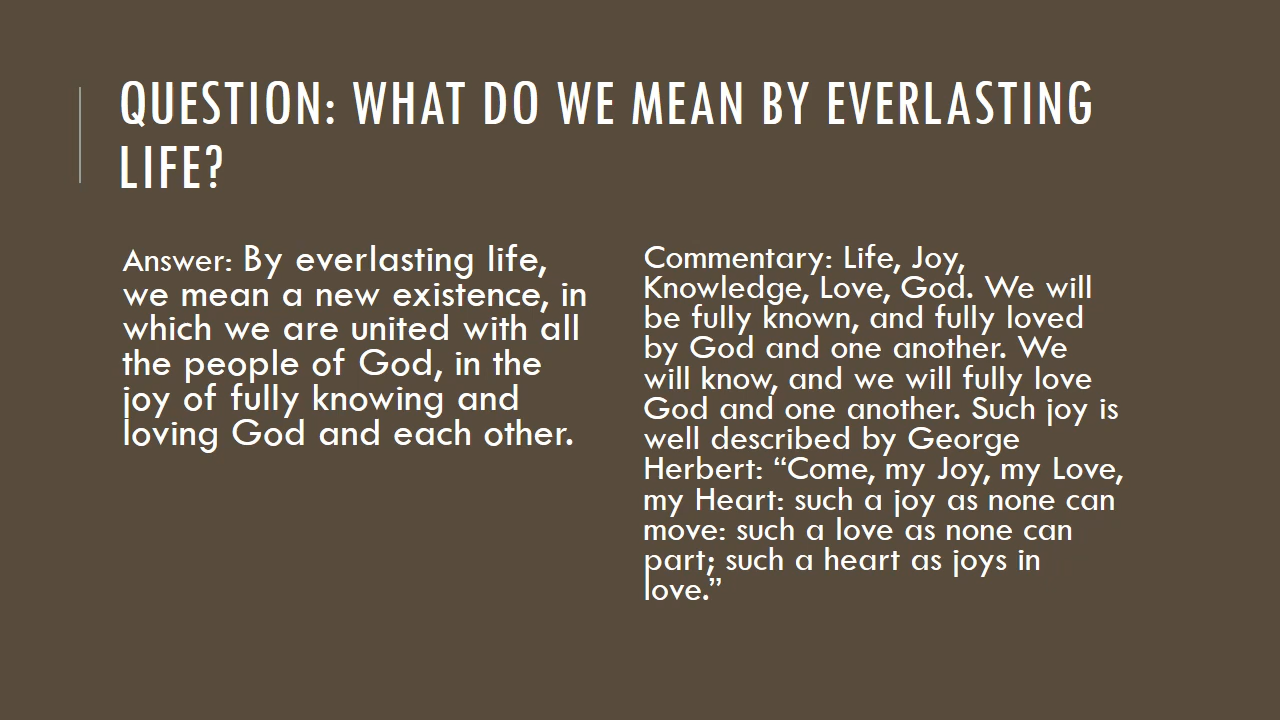 QUESTION: WHAT DO WE MEAN BY EVERLASTING
LIFE?
Answer: By everlasting life,
we mean a new existence, in
which we are united with all
the people of God, in the
joy of fully knowing and
loving God and each other.
Commentary: Life, Joy,
Knowledge, Love, God. We will
be fully known, and fully loved
by God and one another. We
will know, and we will fully love
God and one another. Such joy is
well described by George
Herbert: “Come, my Joy, my Love,
my Heart: such a joy as none can
move: such a love as none can
part; such a heart as joys in
love.”